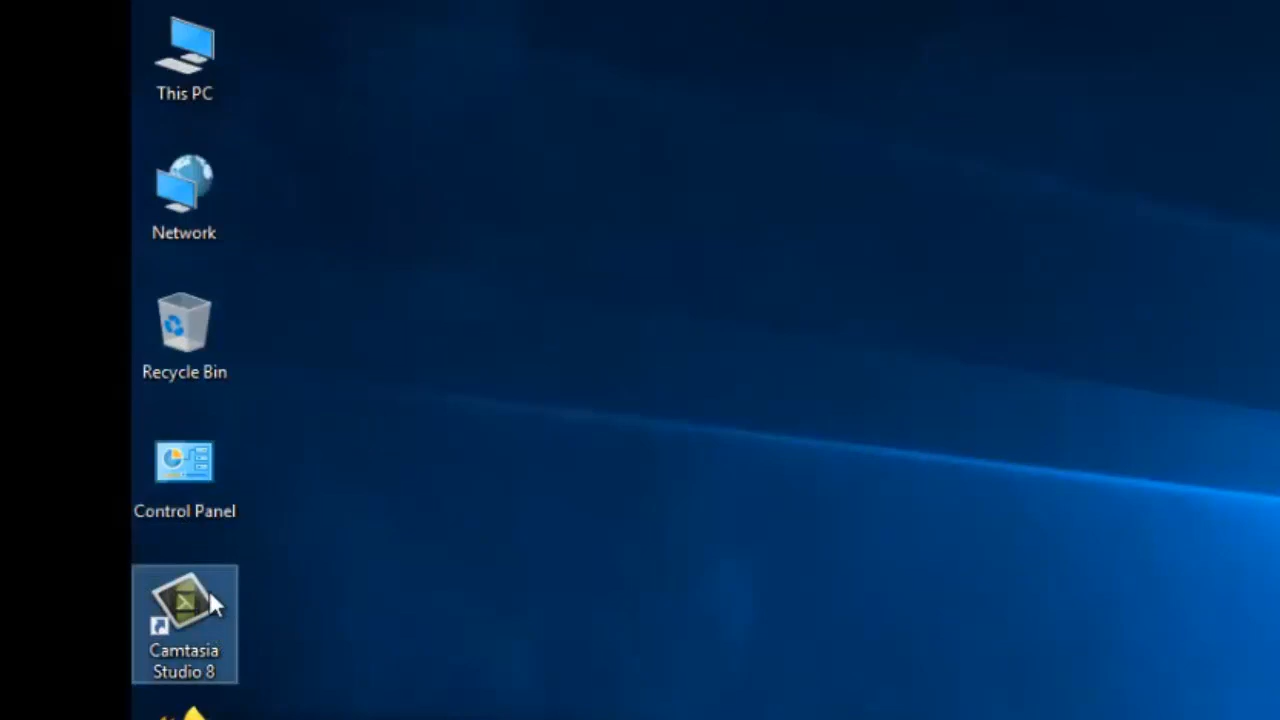 This PC
Network
Recycle Bin
Control Panel
Camtasia
Studio 8